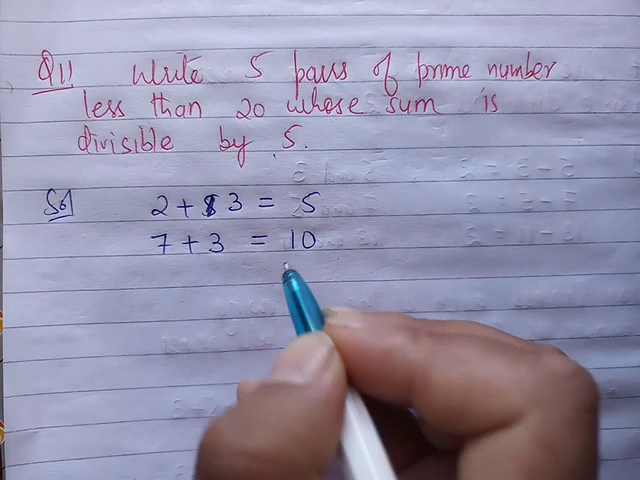 Q1) Write 5 pairs of prime number
less than 20 whose sum is
divisible by 5.
Sol 2 + 3 = 5
7 + 3 = 10